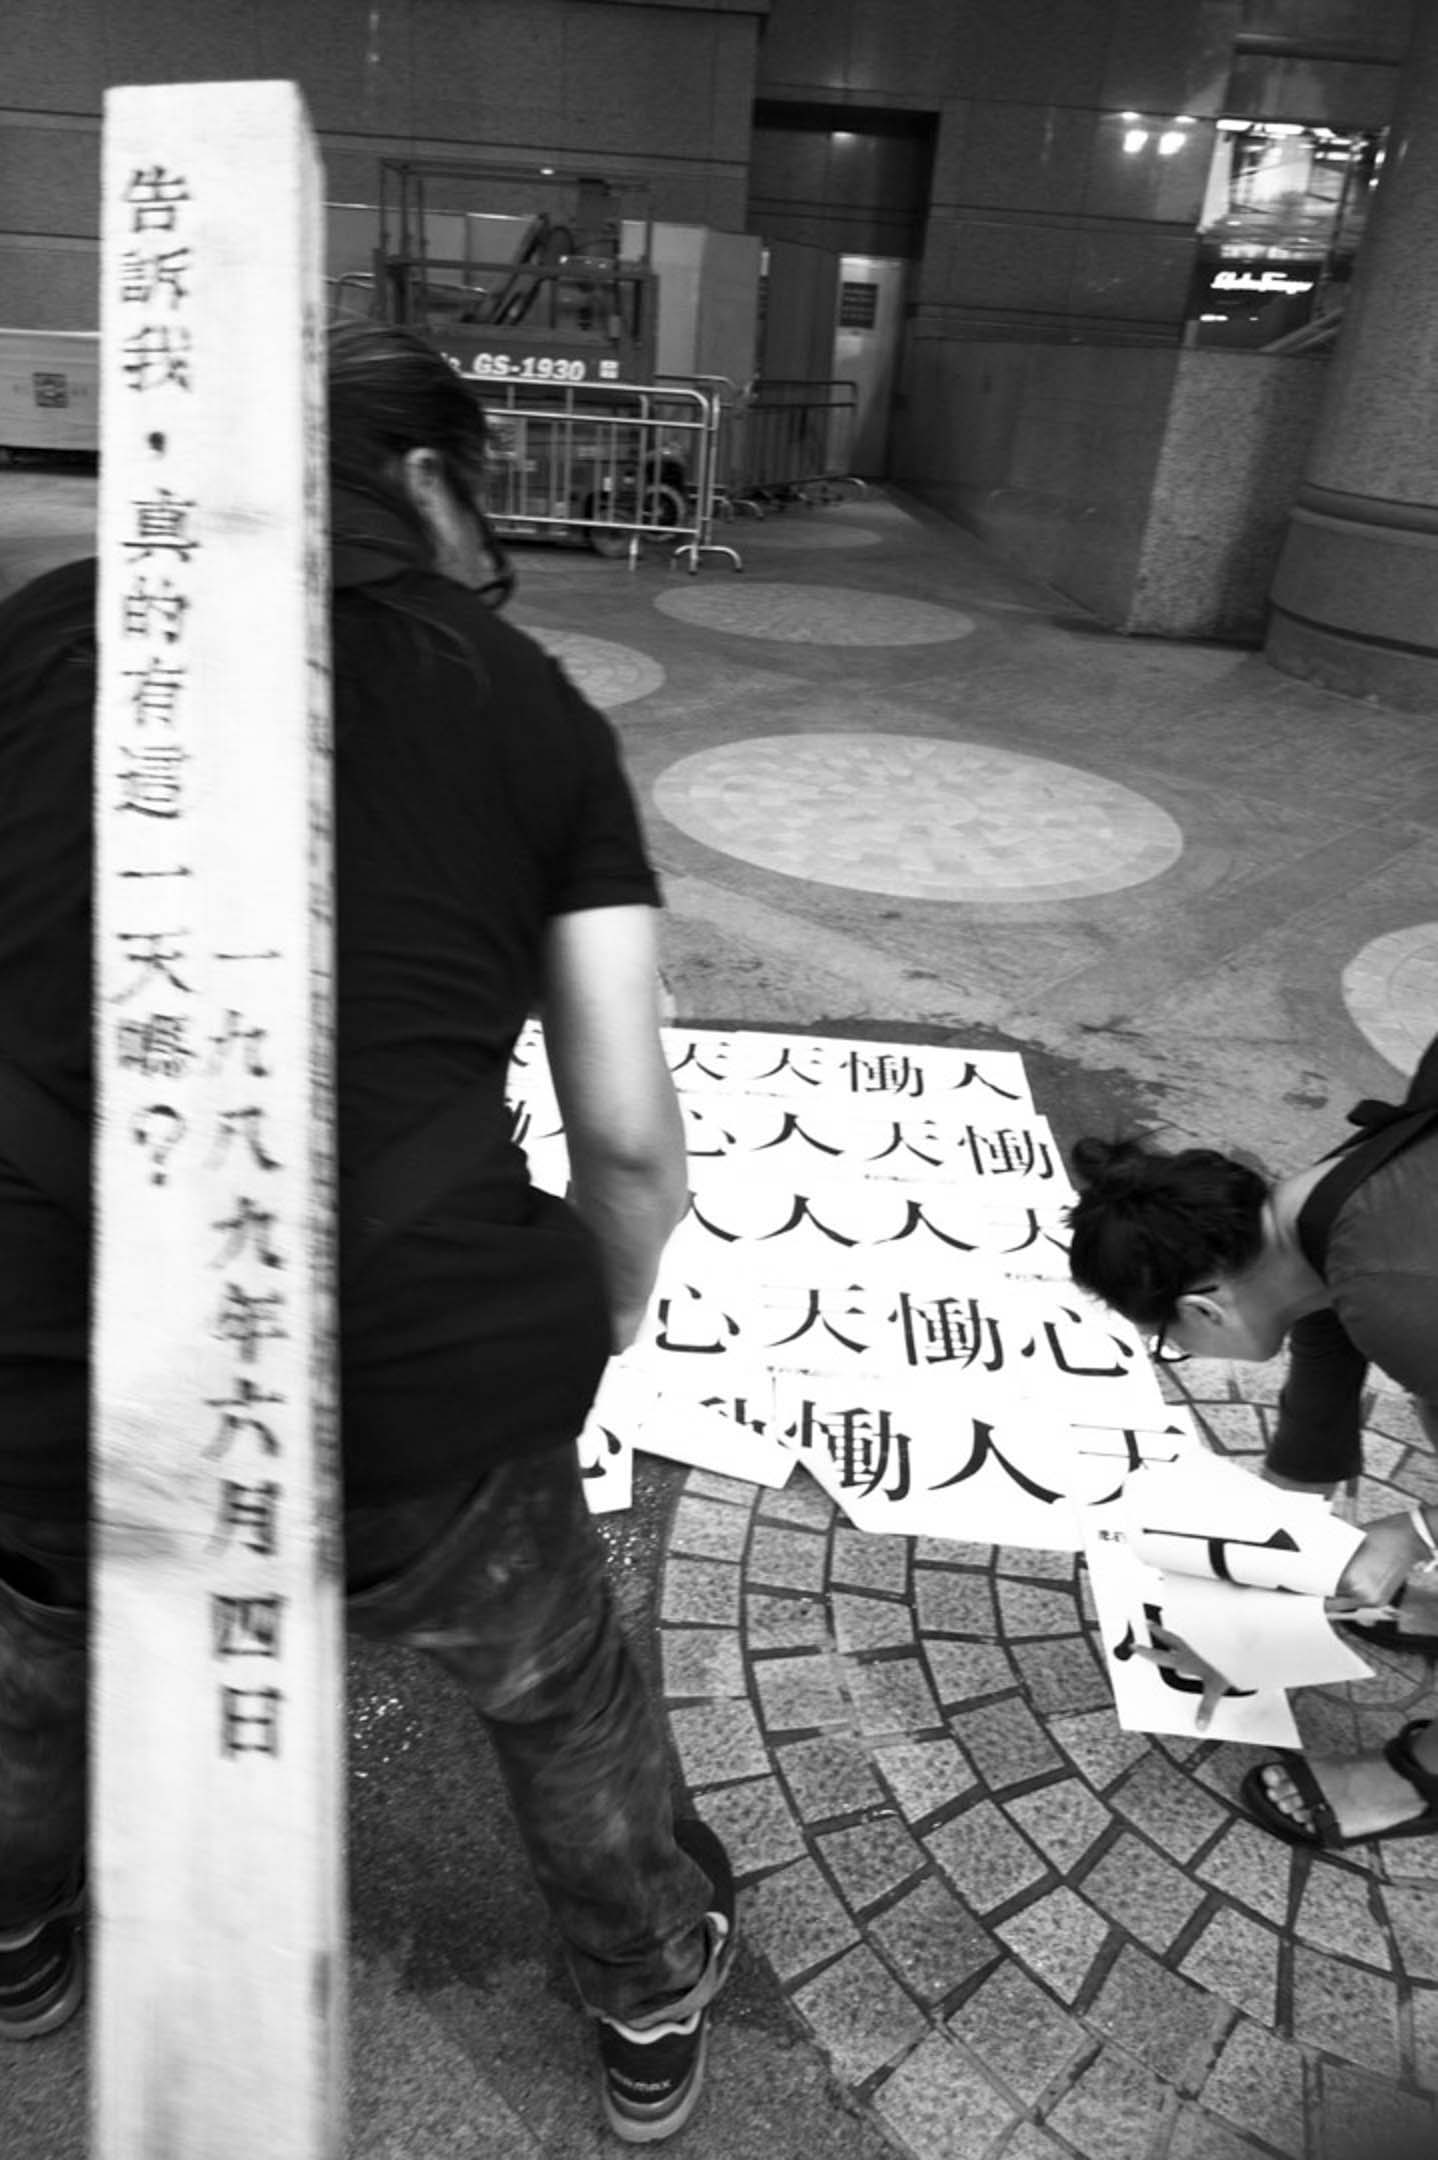 告訴我，真的有這一天嗎？
一九八九年六月四日
GS-1930
天天慟人
心人天慟
人人人天
心天慟心
慟人天